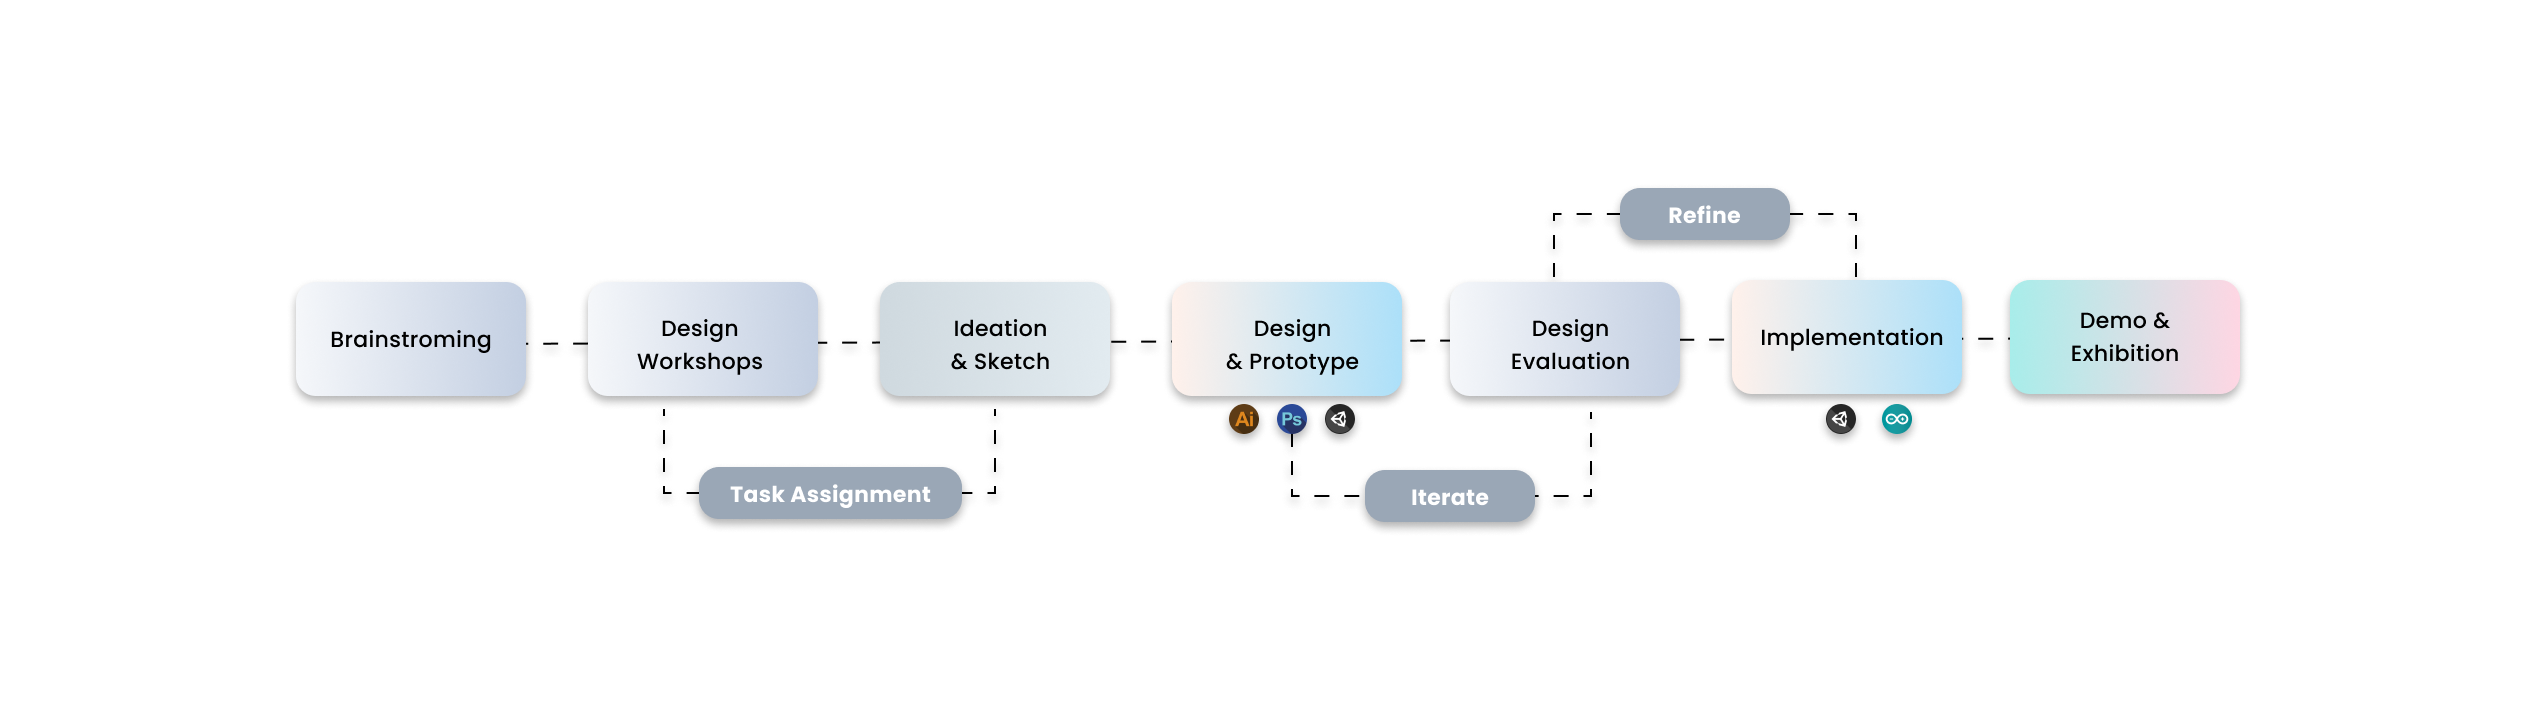 Refine
Brainstroming
Design
Workshops
Ideation
& Sketch
Design
& Prototype
Design
Evaluation
Implementation
Demo &
Exhibition
Ai
Ps
Task Assignment
Iterate